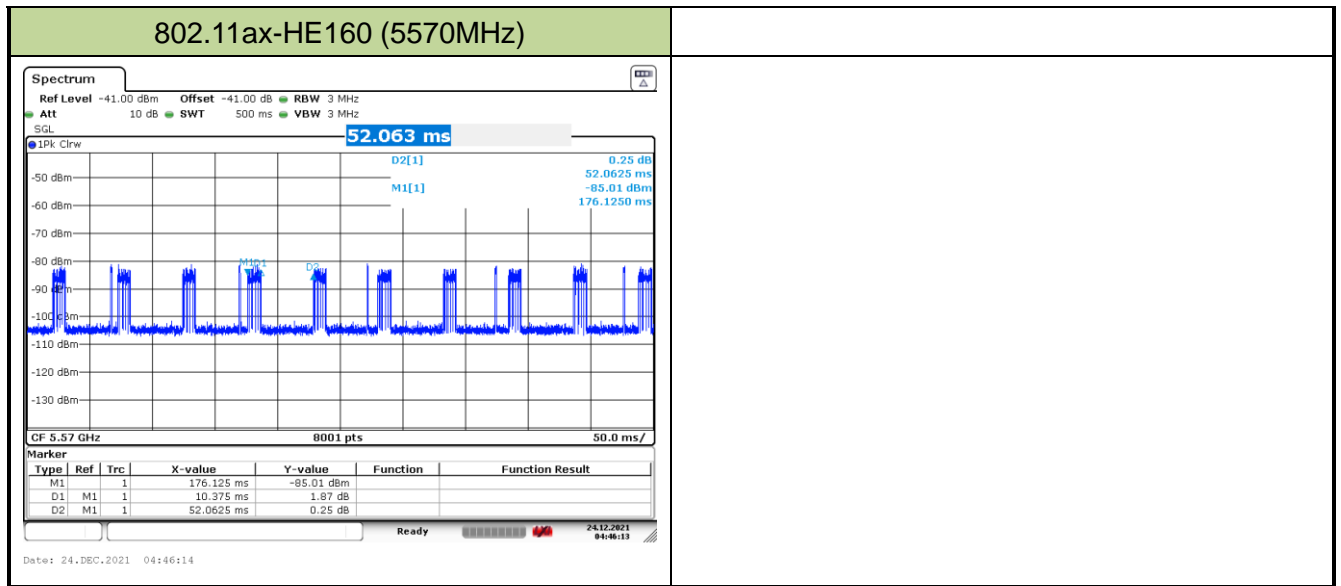 802.11ax-HE160 (5570MHz)
Spectrum
Ref Level -41.00 dBm Offset -41.00 dB RBW 3 MHz
Att 10 dB SWT 500 ms VBW 3 MHz
SGL
52.063 ms
1Pk Clrw
D2[1] 0.25 dB
52.0625 ms
M1[1] -85.01 dBm
176.1250 ms
-50 dBm
-60 dBm
-70 dBm
-80 dBm
M1 D1 D2
-90 dBm
-100 dBm
-110 dBm
-120 dBm
-130 dBm
CF 5.57 GHz 8001 pts 50.0 ms/
Marker
Type Ref Trc X-value Y-value Function Function Result
M1 1 176.125 ms -85.01 dBm
D1 M1 1 10.375 ms 1.87 dB
D2 M1 1 52.0625 ms 0.25 dB
Ready 24.12.2021
04:46:13
Date: 24.DEC.2021 04:46:14